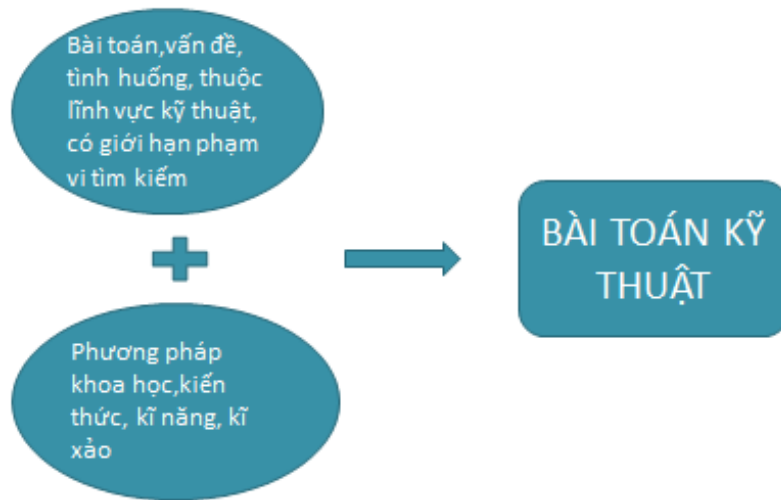 Bài toán,vấn đề,
tình huống, thuộc
lĩnh vực kỹ thuật,
có giới hạn phạm
vi tìm kiếm
Phương pháp
khoa học,kiến
thức, kĩ năng, kĩ
xảo
BÀI TOÁN KỸ
THUẬT